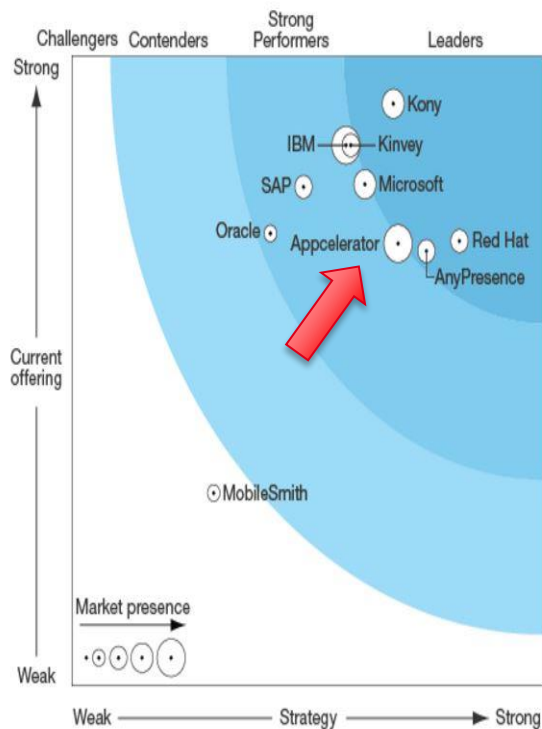 Challengers Contenders Strong Performers Leaders
Strong
Kony
IBM Kinvey
SAP Microsoft
Oracle Appcelerator Red Hat
AnyPresence
Current
offering
MobileSmith
Market presence
Weak
Weak Strategy Strong